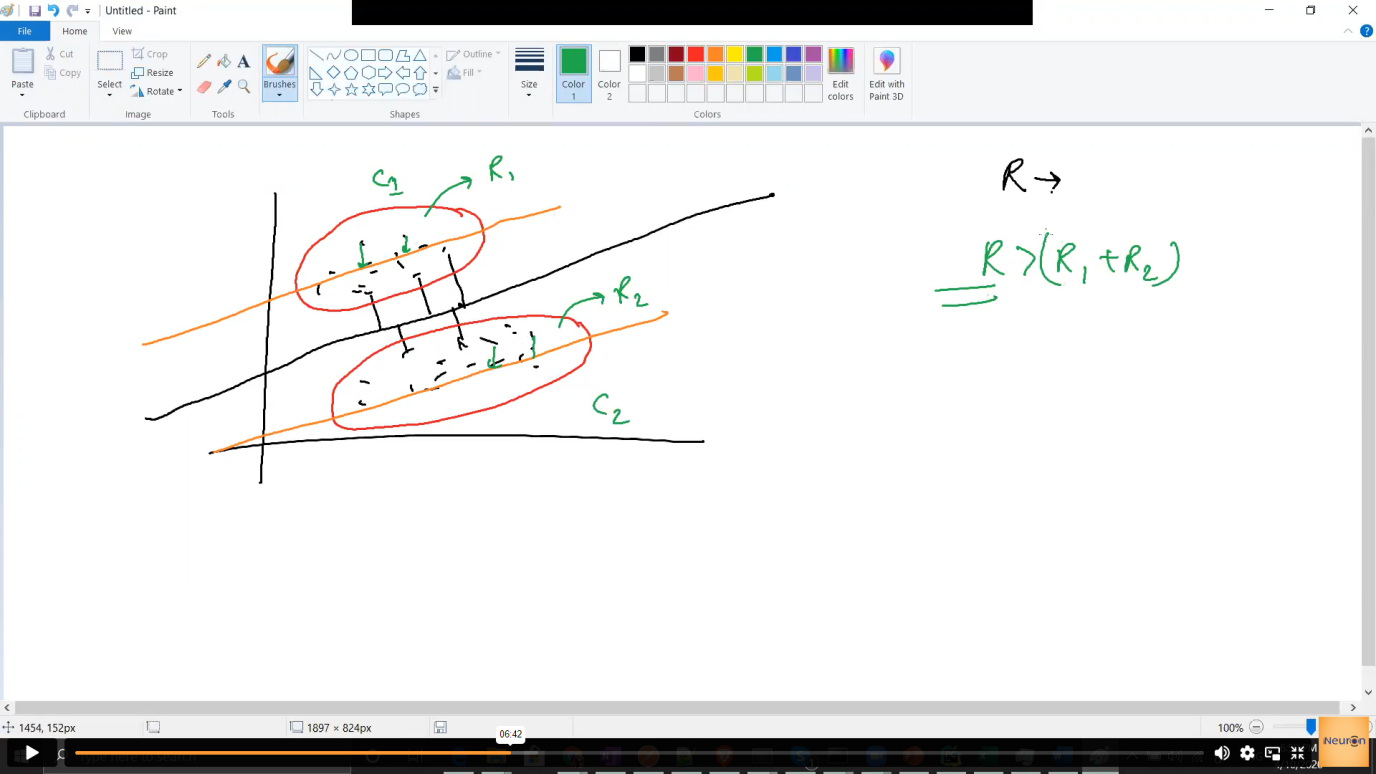 Untitled - Paint
File
Home
View
Paste
Cut
Copy
Clipboard
Select
Crop
Resize
Rotate
Image
A
Tools
Brushes
Shapes
Outline
Fill
Size
Color 1
Color 2
Colors
Edit colors
Edit with Paint 3D
C1
R1
R →
R > (R1 + R2)
R2
C2
1454, 152px
1897 × 824px
100%
06:42
Neuron